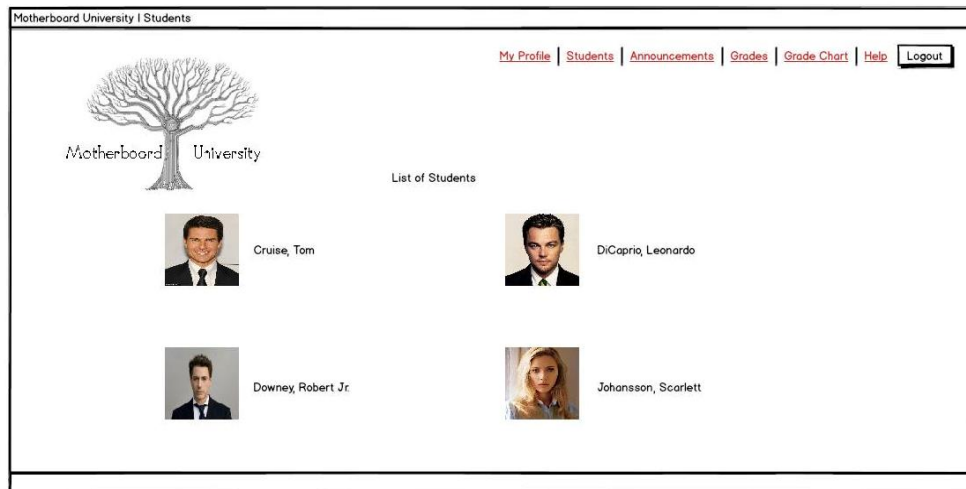 Motherboard University | Students
My Profile | Students | Announcements | Grades | Grade Chart | Help Logout
Motherboard University
List of Students
Cruise, Tom
DiCaprio, Leonardo
Downey, Robert Jr.
Johansson, Scarlett